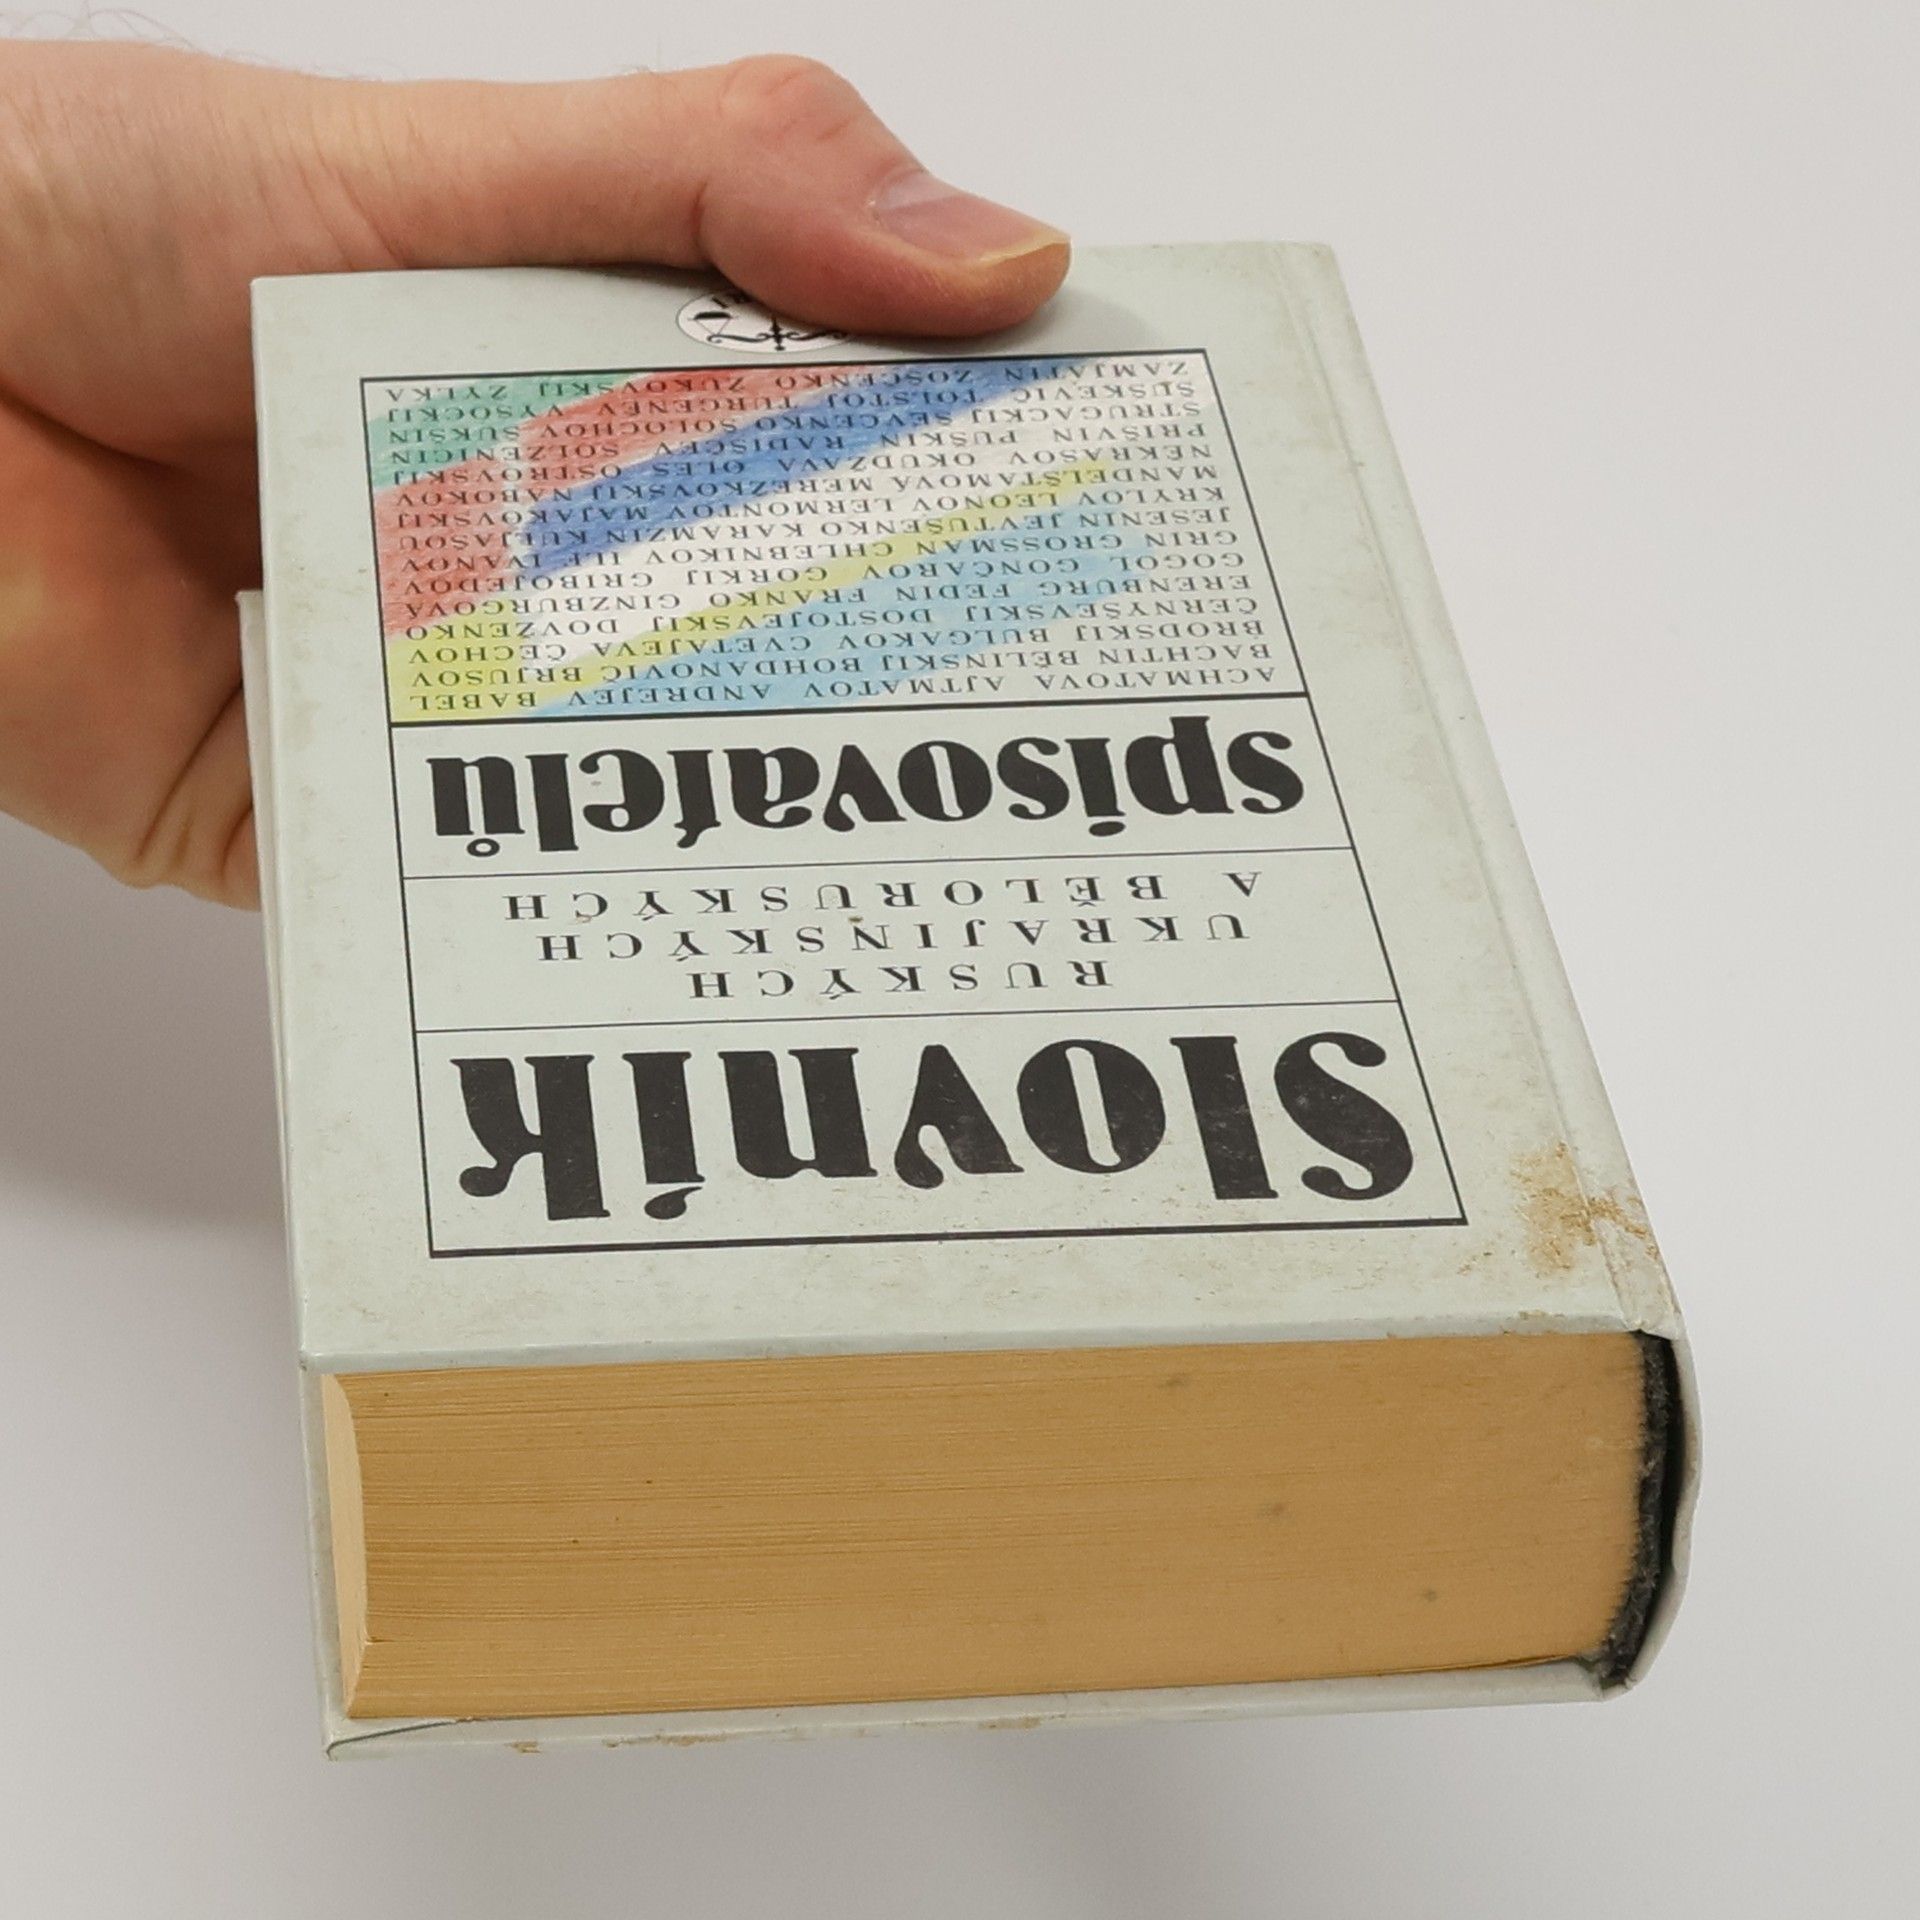 Slovník
RUSKÝCH
UKRAJINSKÝCH
A BĚLORUSKÝCH
spisovatelů
ACHMATOVA AJTMATOV ANDREJEV BABEL
BACHTIN BĚLINSKIJ BOHDANOVIČ BRJUSOV
BRODSKIJ BULGAKOV CVETAJEVA ČECHOV
ČERNYŠEVSKIJ DOSTOJEVSKIJ DOVŽENKO
ERENBURG FEDIN FRANKO GINZBURGOVÁ
GOGOL GONČAROV GORKIJ GRIBOJEDOV
GRIN GROSSMAN CHLEBNIKOV ILF IVANOV
JESENIN JEVTUŠENKO KARAMZIN KULJAŠOU
KRYLOV LEONOV LERMONTOV MAJAKOVSKIJ
MANDELŠTAMOVÁ MEREŽKOVSKIJ NABOKOV
NEKRASOV OKUDŽAVA OLES OSTROVSKIJ
PRIŠVIN PUŠKIN RADIŠČEV SOLŽENICIN
STRUGACKIJ ŠEVČENKO ŠOLOCHOV ŠUKŠIN
ŠUŠKEVIČ TOLSTOJ TURGENĚV VYSOCKIJ
ZAMJATIN ZOŠČENKO ŽUKOVSKIJ ŽYLKA